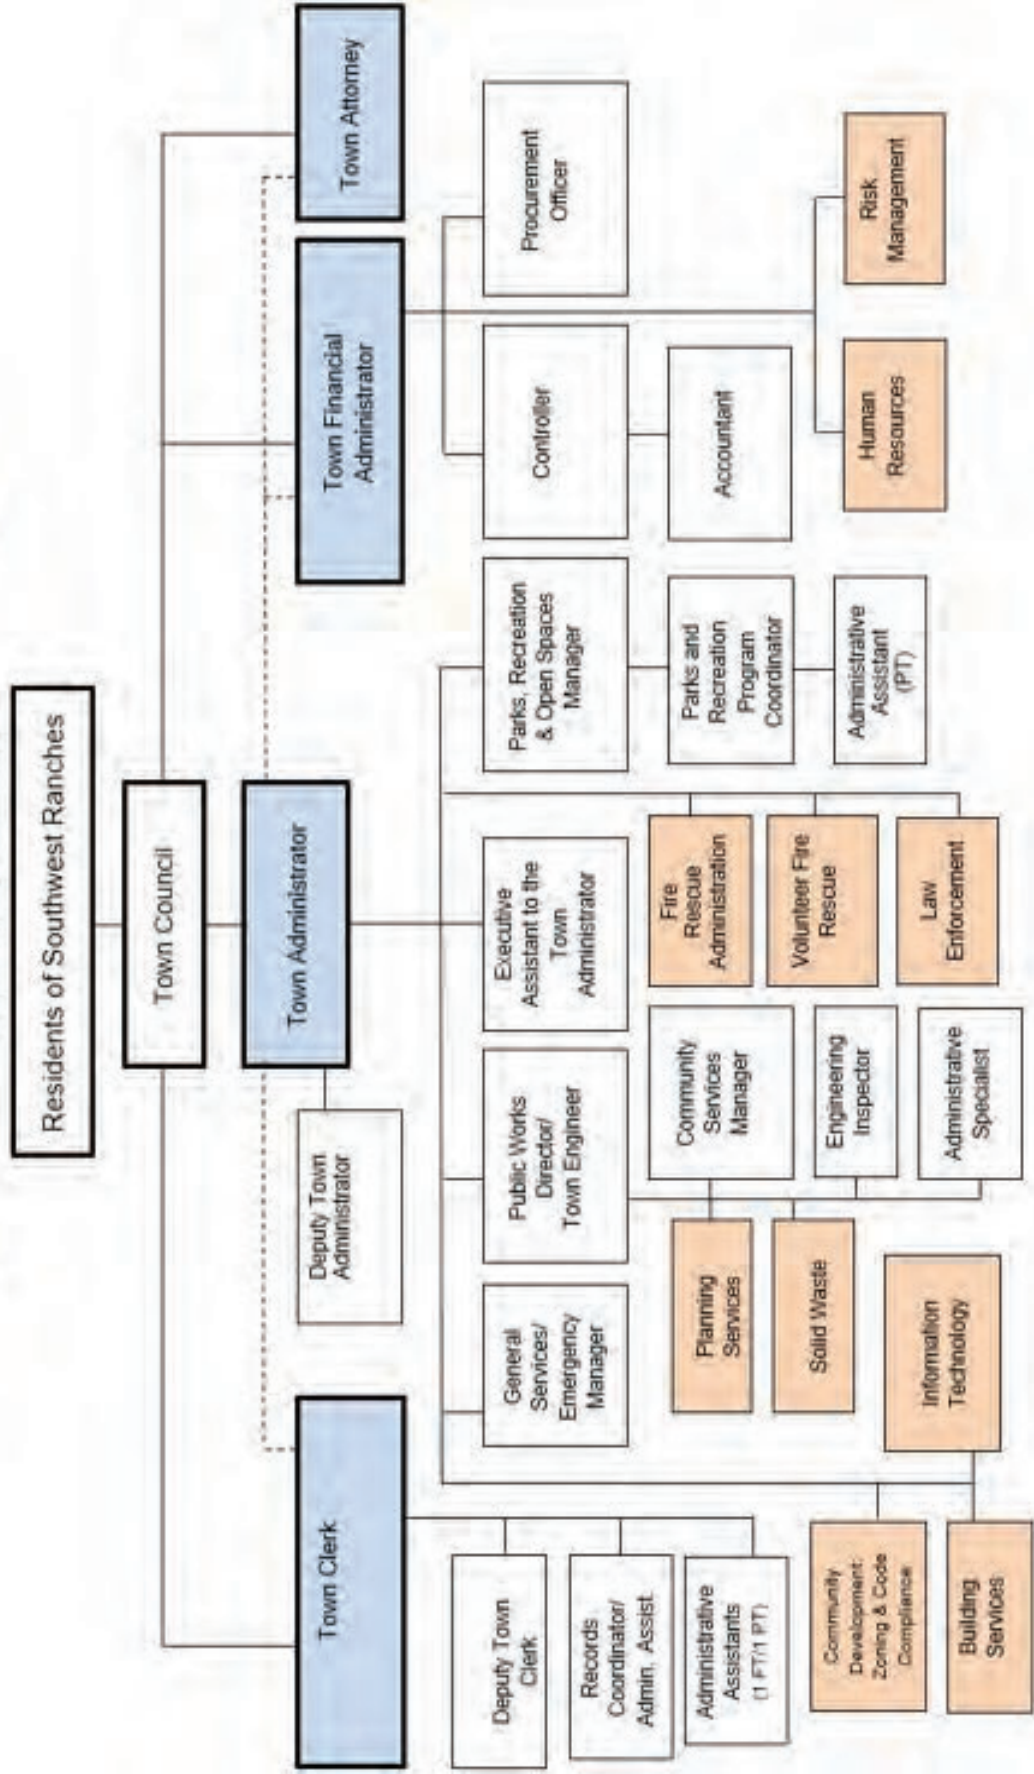 Residents of Southwest Ranches
Town Council
Town Administrator
Deputy Town
Administrator
Town Clerk
Town Financial
Administrator
Town Attorney
Deputy Town
Clerk
Records
Coordinator/
Admin, Assist.
Administrative
Assistants
(1 FT/1 PT)
General
Services/
Emergency
Manager
Public Works
Director/
Town Engineer
Executive
Assistant to the
Town
Administrator
Parks, Recreation
& Open Spaces
Manager
Controller
Procurement
Officer
Planning
Services
Solid Waste
Community
Services
Manager
Engineering
Inspector
Administrative
Specialist
Fire
Rescue
Administration
Volunteer Fire
Rescue
Law
Enforcement
Parks and
Recreation
Program
Coordinator
Administrative
Assistant
(PT)
Accountant
Human
Resources
Risk
Management
Community
Development:
Zoning & Code
Compliance
Building
Services
Information
Technology